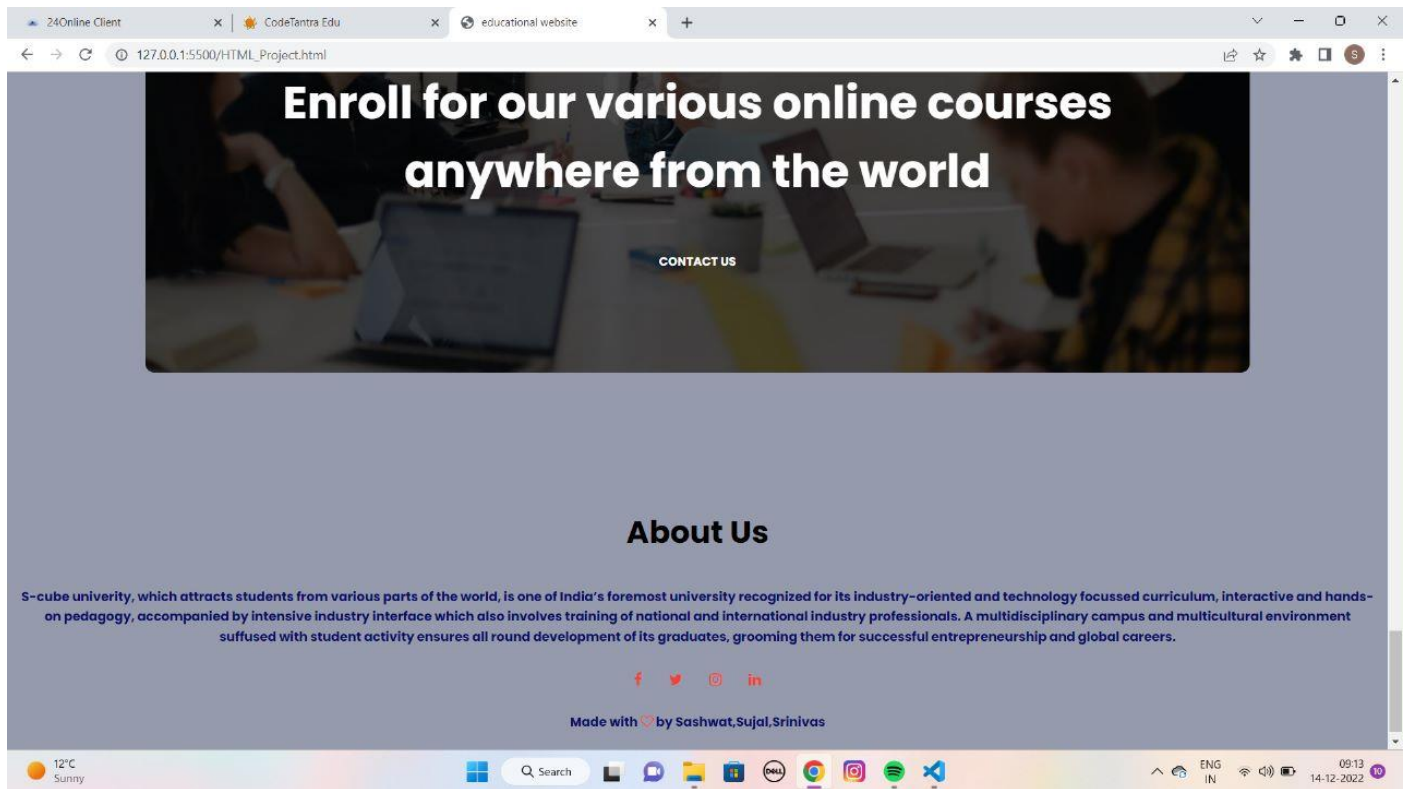 24Online Client
CodeTantra Edu
educational website
127.0.0.1:5500/HTML_Project.html
S
Enroll for our various online courses
anywhere from the world
CONTACT US
About Us
S-cube univerity, which attracts students from various parts of the world, is one of India's foremost university recognized for its industry-oriented and technology focussed curriculum, interactive and hands-
on pedagogy, accompanied by intensive industry interface which also involves training of national and international industry professionals. A multidisciplinary campus and multicultural environment
suffused with student activity ensures all round development of its graduates, grooming them for successful entrepreneurship and global careers.
Made with ♡ by Sashwat,Sujal,Srinivas
12°C
Sunny
Search
DELL
ENG
IN
09:13
14-12-2022
10